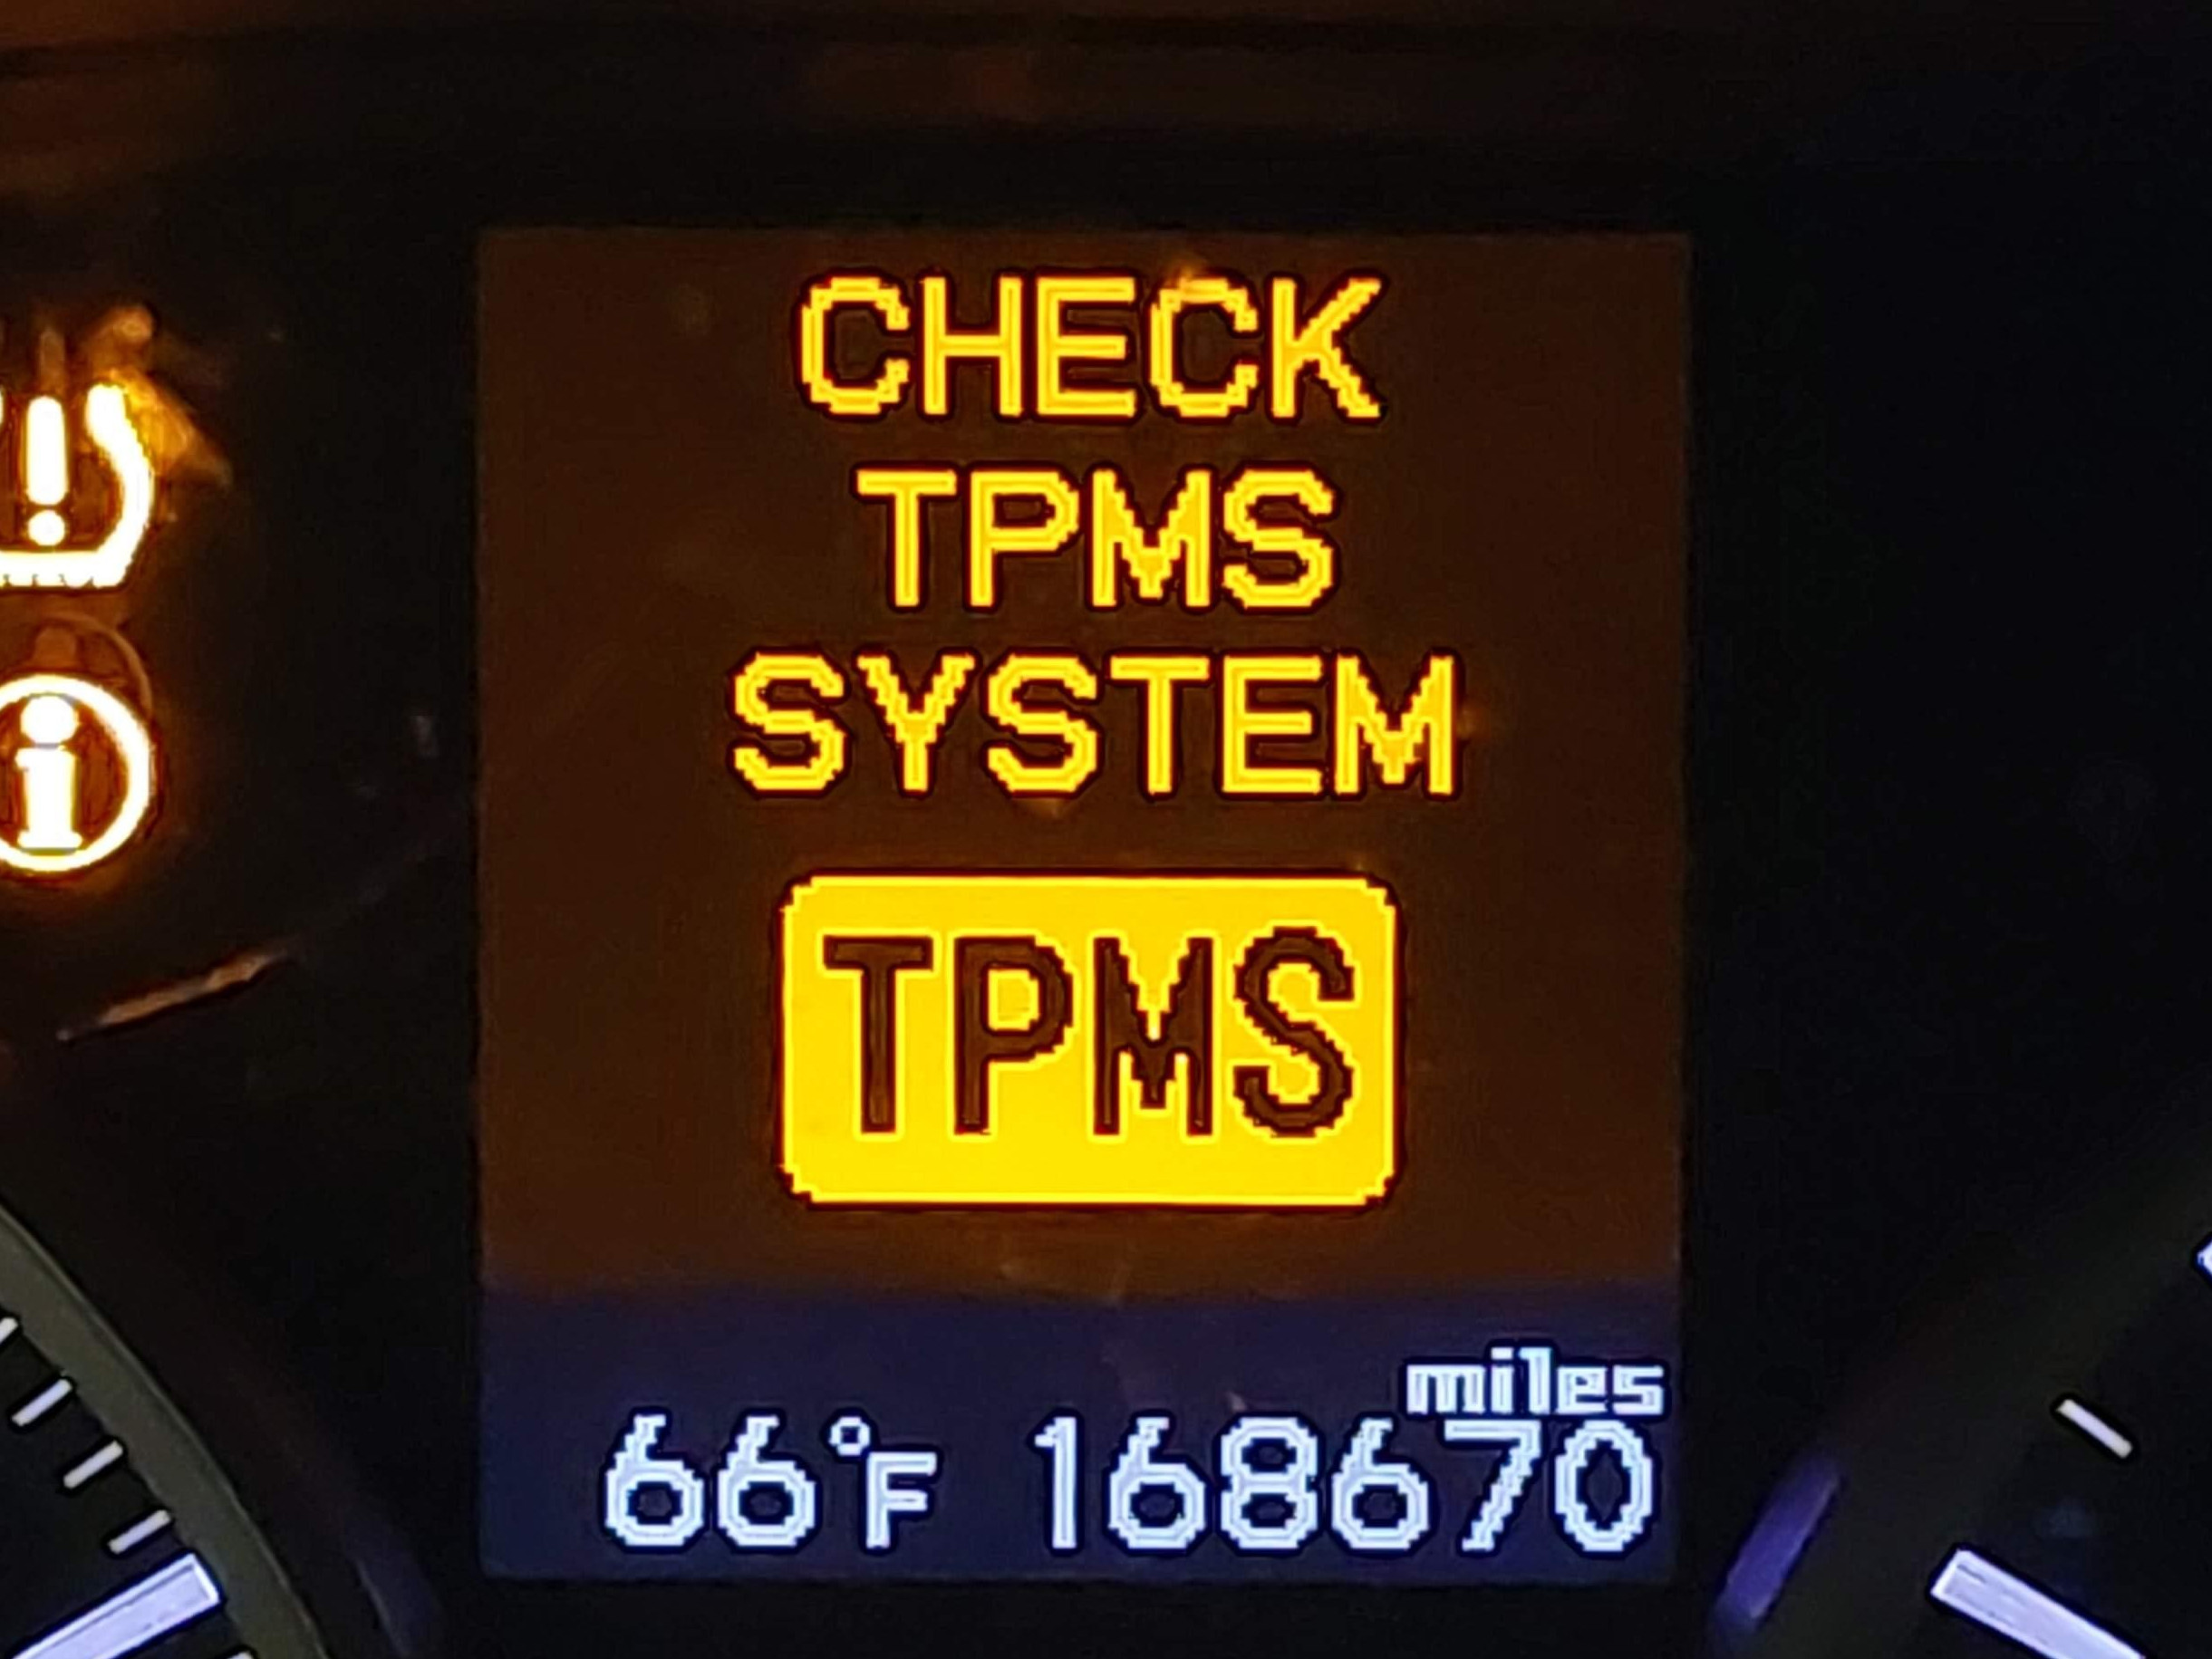 CHECK
TPMS
SYSTEM
TPMS
miles
66°F 168670